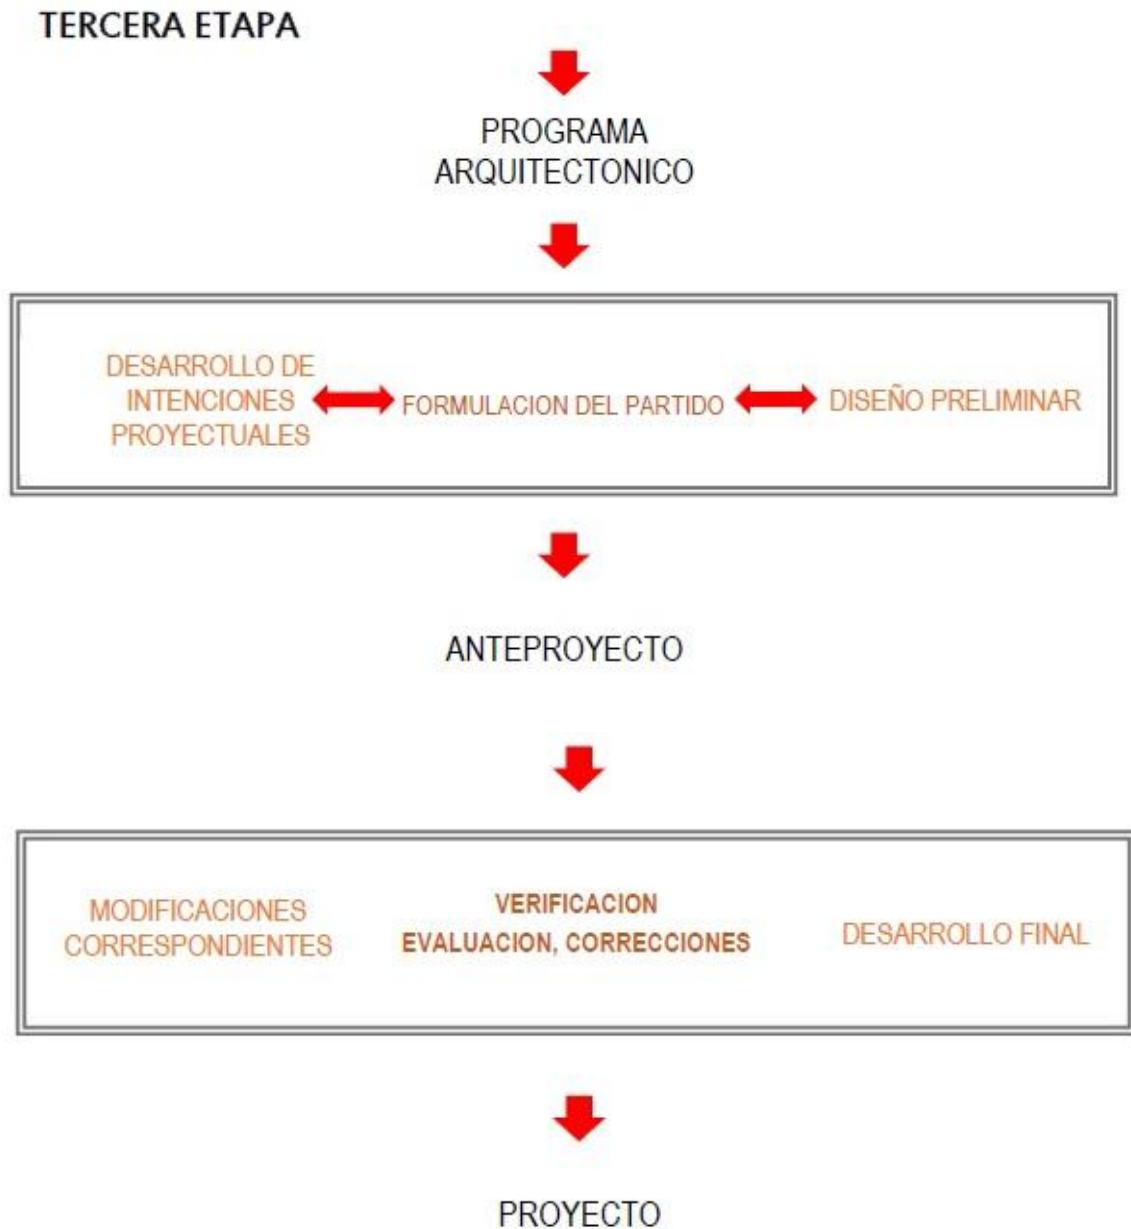 TERCERA ETAPA
PROGRAMA
ARQUITECTONICO
DESARROLLO DE
INTENCIONES
PROYECTUALES
FORMULACION DEL PARTIDO
DISEÑO PRELIMINAR
ANTEPROYECTO
MODIFICACIONES
CORRESPONDIENTES
VERIFICACION
EVALUACION, CORRECCIONES
DESARROLLO FINAL
PROYECTO